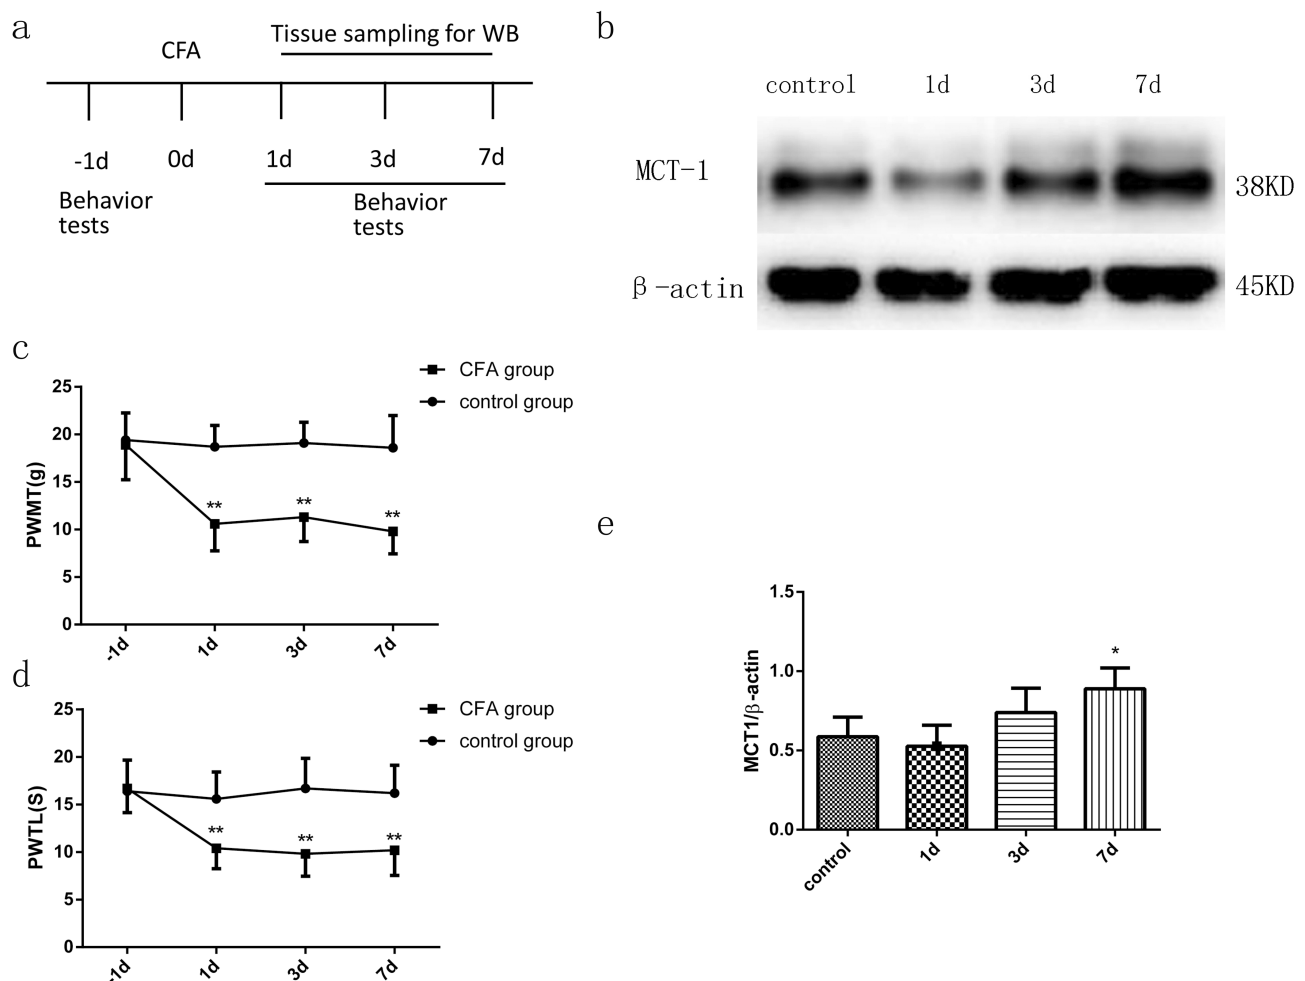 a
CFA
Tissue sampling for WB
-1d
0d
1d
3d
7d
Behavior
tests
Behavior
tests
b
control
1d
3d
7d
MCT-1
38KD
β-actin
45KD
c
CFA group
control group
25
20
15
10
5
0
PWMT(g)
**
**
**
-1d
1d
3d
7d
d
CFA group
control group
25
20
15
10
5
0
PWTL(S)
**
**
**
-1d
1d
3d
7d
e
1.5
1.0
0.5
0.0
MCT1/β-actin
*
control
1d
3d
7d